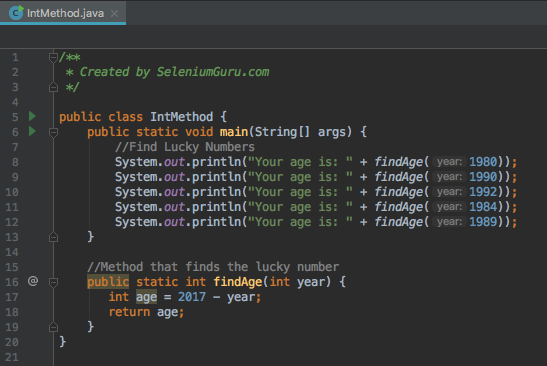 IntMethod.java ×
1 /**
2 * Created by SeleniumGuru.com
3 */
4
5 public class IntMethod {
6 public static void main(String[] args) {
7 //Find Lucky Numbers
8 System.out.println("Your age is: " + findAge( year: 1980));
9 System.out.println("Your age is: " + findAge( year: 1990));
10 System.out.println("Your age is: " + findAge( year: 1992));
11 System.out.println("Your age is: " + findAge( year: 1984));
12 System.out.println("Your age is: " + findAge( year: 1989));
13 }
14
15 //Method that finds the lucky number
16 @ public static int findAge(int year) {
17 int age = 2017 - year;
18 return age;
19 }
20 }
21